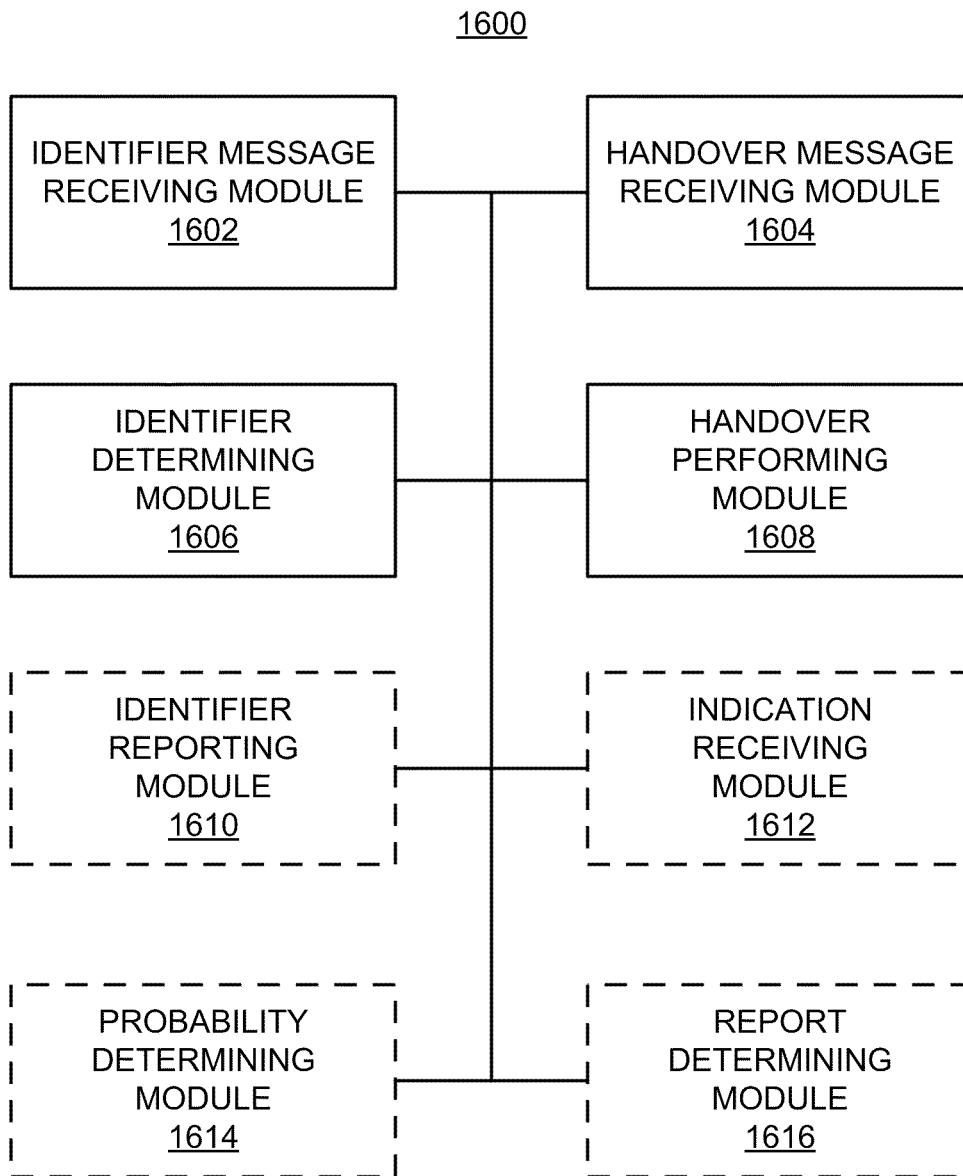 1600
IDENTIFIER MESSAGE
RECEIVING MODULE
1602
HANDOVER MESSAGE
RECEIVING MODULE
1604
IDENTIFIER
DETERMINING
MODULE
1606
HANDOVER
PERFORMING
MODULE
1608
IDENTIFIER
REPORTING
MODULE
1610
INDICATION
RECEIVING
MODULE
1612
PROBABILITY
DETERMINING
MODULE
1614
REPORT
DETERMINING
MODULE
1616